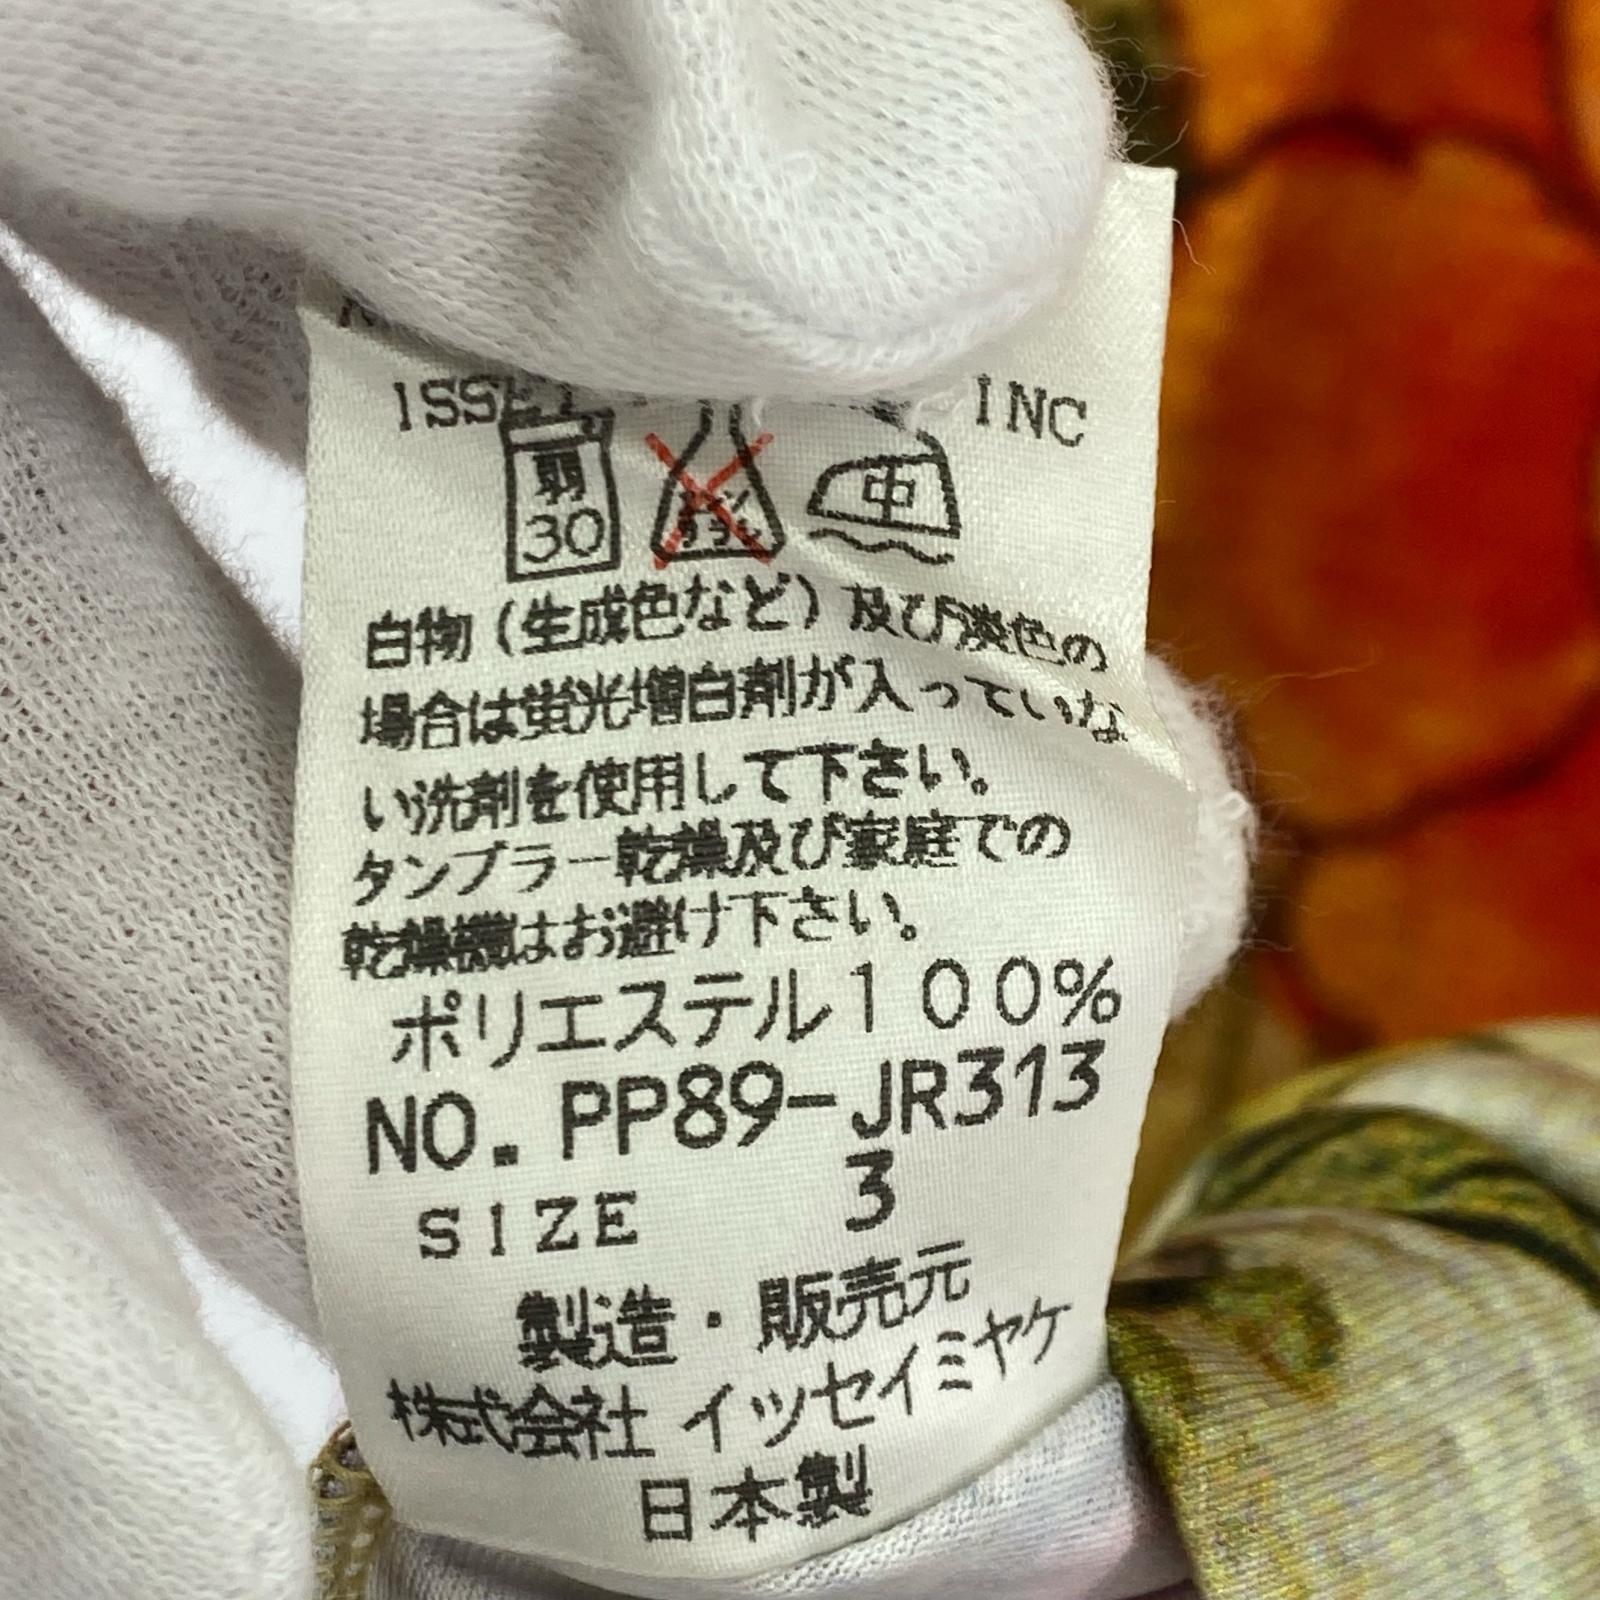 INC
弱
30
中
白物（生成色など）及び淡色の
場合は蛍光増白剤が入っていな
い洗剤を使用して下さい。
タンブラー乾燥及び家庭での
乾燥機はお避け下さい。
ポリエステル100%
NO. PP89-JR313
SIZE 3
製造・販売元
株式会社 イッセイミヤケ
日本製